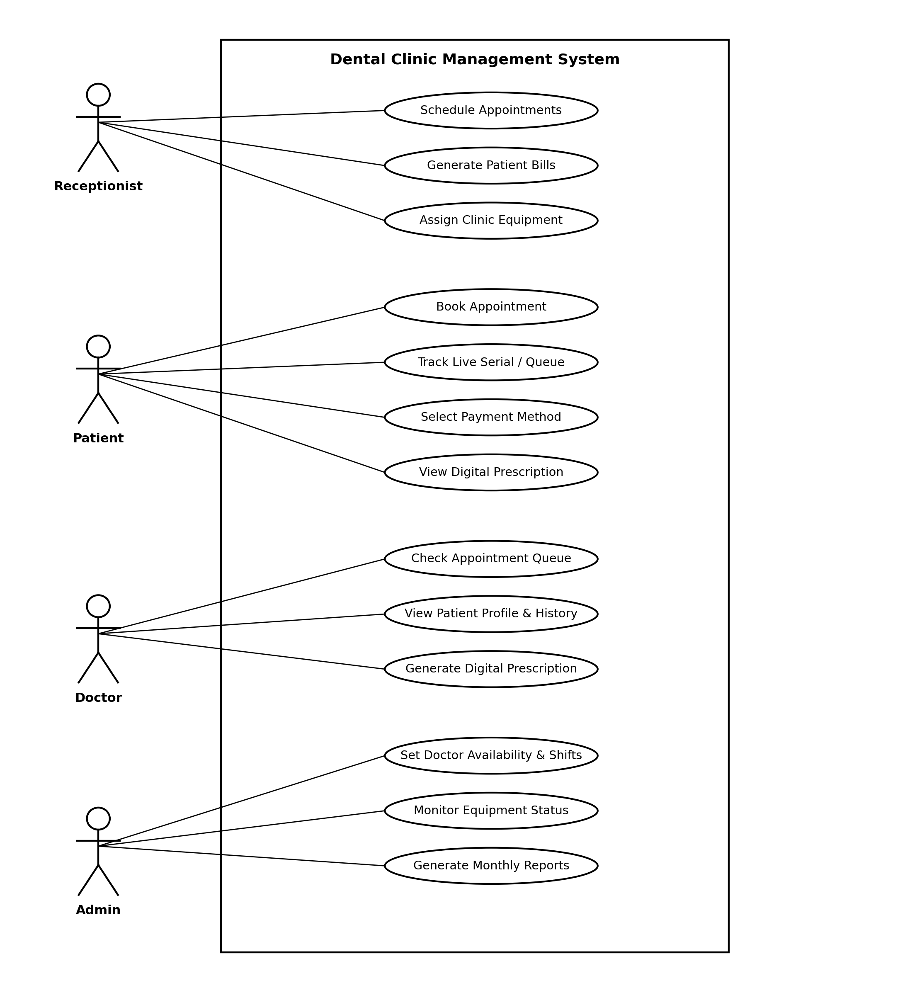 Dental Clinic Management System
Schedule Appointments
Generate Patient Bills
Receptionist
Assign Clinic Equipment
Book Appointment
Track Live Serial / Queue
Select Payment Method
Patient
View Digital Prescription
Check Appointment Queue
View Patient Profile & History
Generate Digital Prescription
Doctor
Set Doctor Availability & Shifts
Monitor Equipment Status
Generate Monthly Reports
Admin